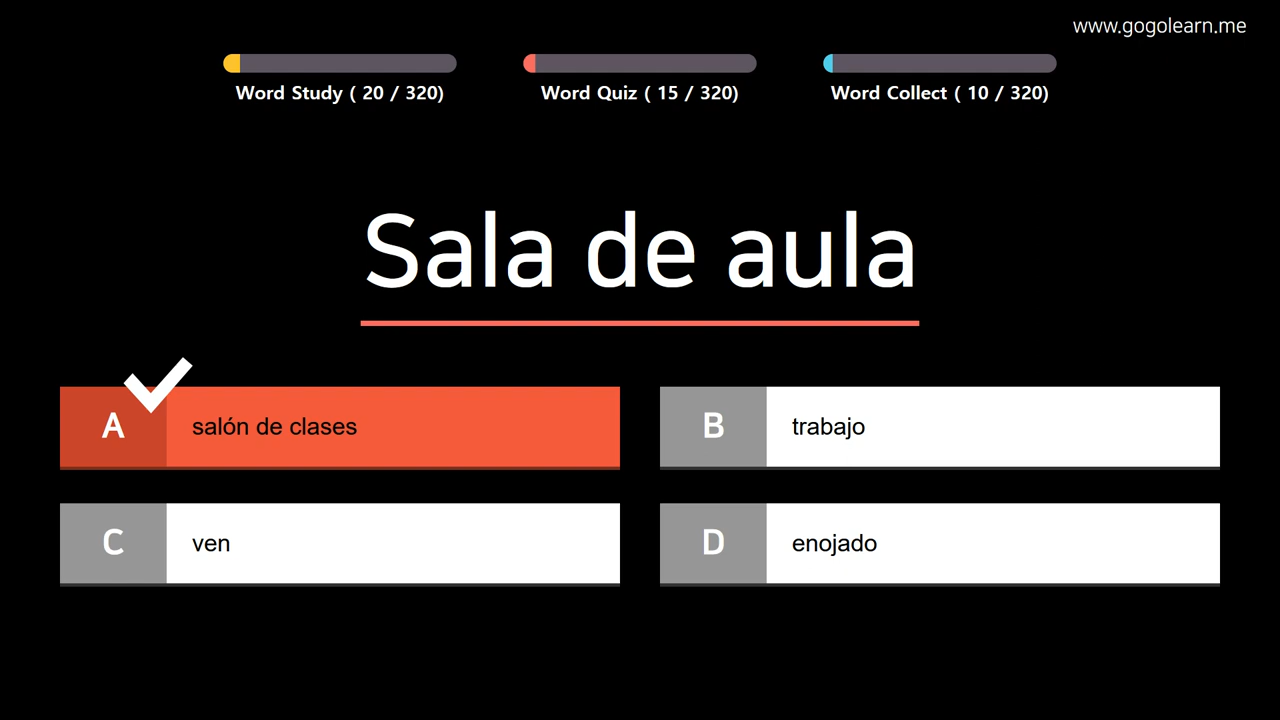 www.gogolearn.me
Word Study ( 20 / 320)
Word Quiz ( 15 / 320)
Word Collect ( 10 / 320)
Sala de aula
A
salón de clases
B
trabajo
C
ven
D
enojado